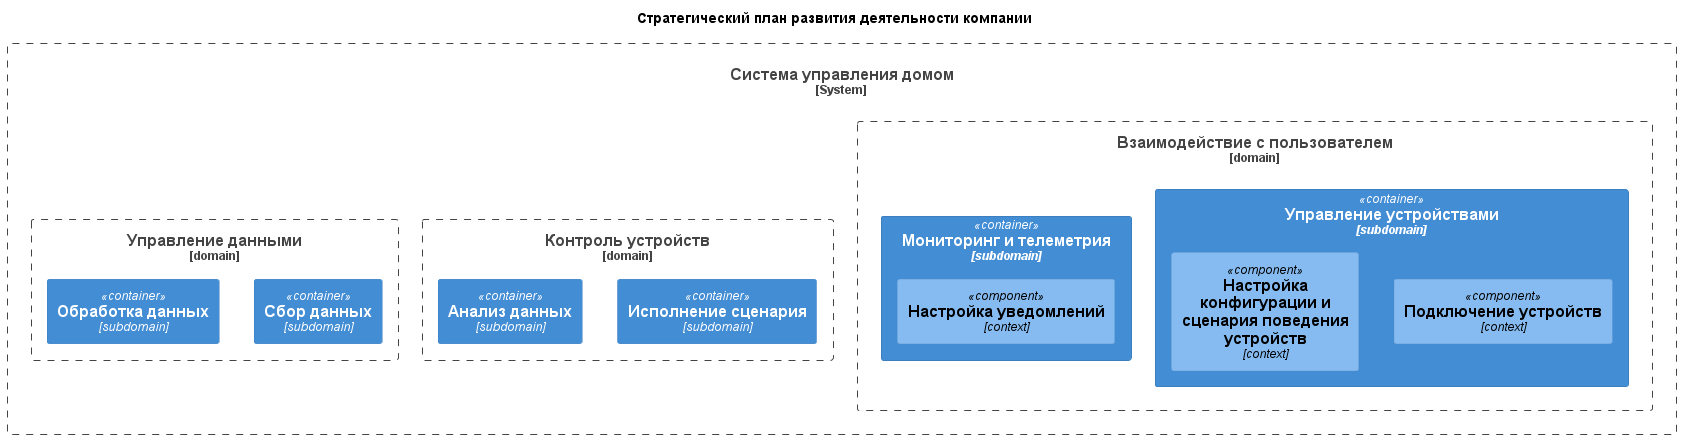 Стратегический план развития деятельности компании
Система управления домом
[System]
Взаимодействие с пользователем
[domain]
Управление данными
[domain]
«container»
Обработка данных
[subdomain]
«container»
Сбор данных
[subdomain]
Контроль устройств
[domain]
«container»
Анализ данных
[subdomain]
«container»
Исполнение сценария
[subdomain]
«container»
Мониторинг и телеметрия
[subdomain]
«component»
Настройка уведомлений
[context]
«container»
Управление устройствами
[subdomain]
«component»
Настройка
конфигурации и
сценария поведения
устройств
[context]
«component»
Подключение устройств
[context]